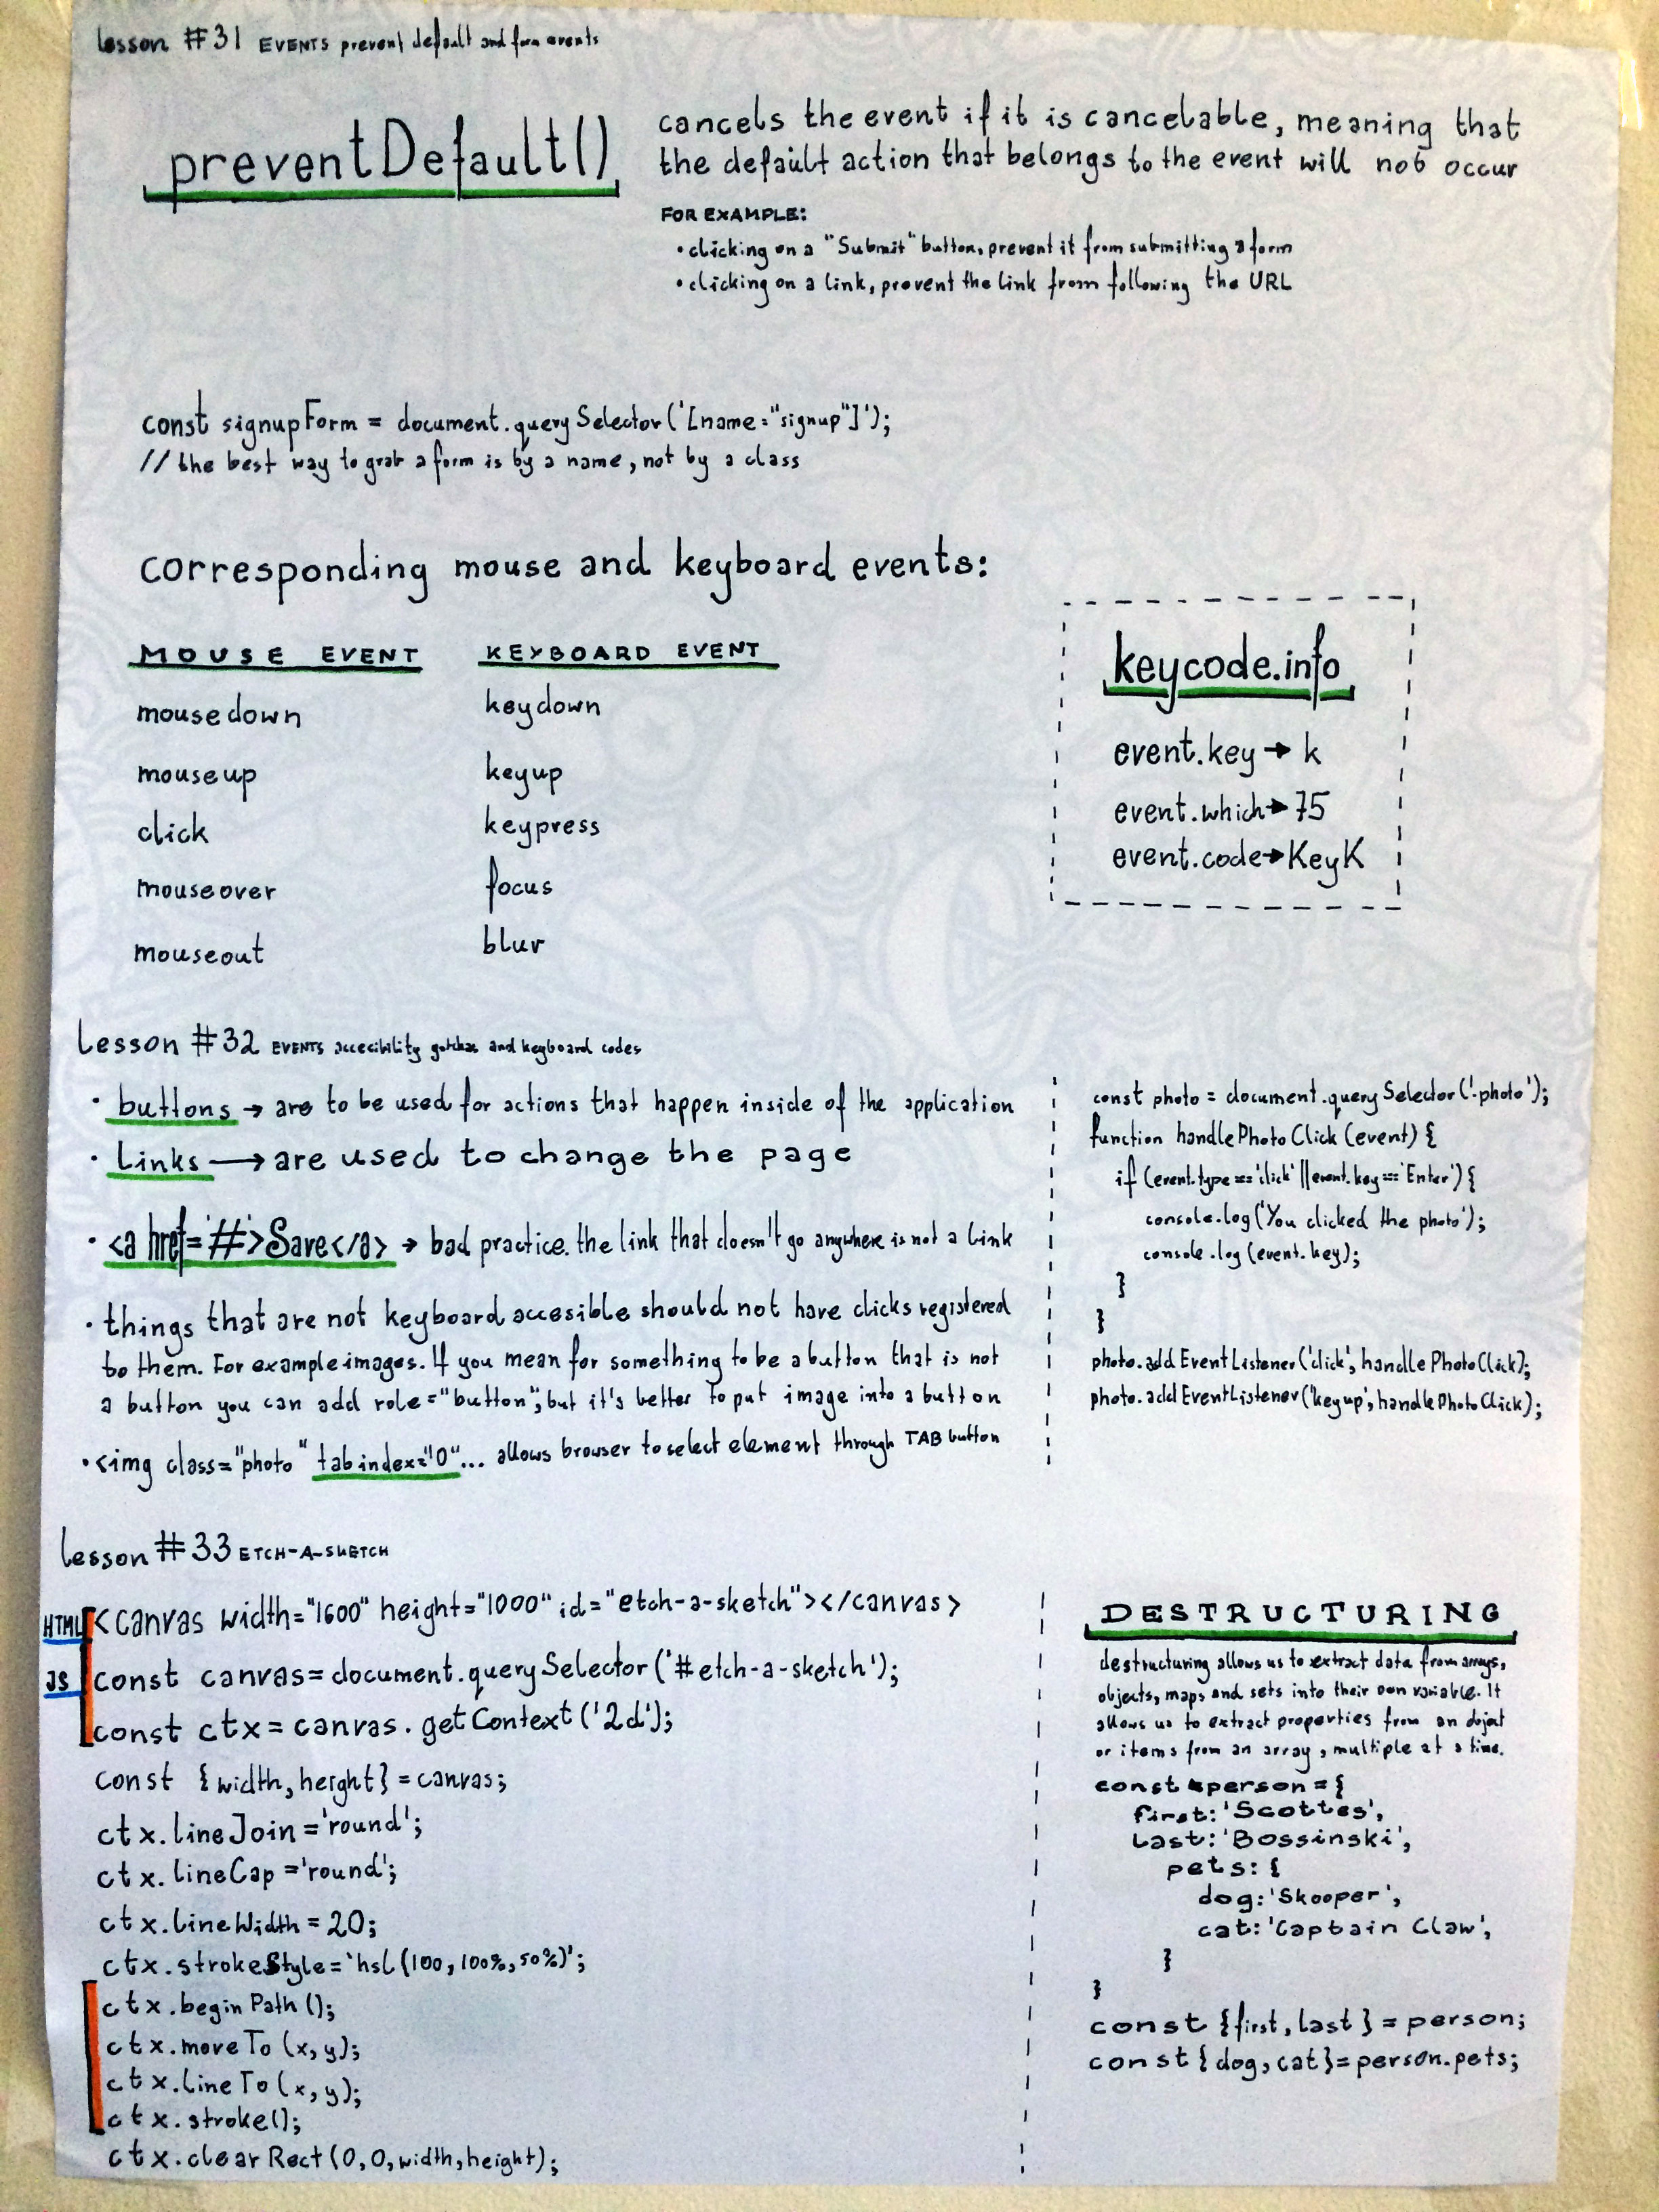 lesson #31 EVENTS prevent default and form events
preventDefault()
cancels the event if it is cancelable, meaning that
the default action that belongs to the event will not occur
FOR EXAMPLE:
• clicking on a "Submit" button, prevent it from submitting a form
• clicking on a link, prevent the link from following the URL
const signupForm = document.querySelector('[name="signup"]');
// the best way to grab a form is by a name, not by a class
corresponding mouse and keyboard events:
MOUSE EVENT KEYBOARD EVENT
mousedown keydown
mouseup keyup
click keypress
mouseover focus
mouseout blur
keycode.info
event.key → k
event.which → 75
event.code → KeyK
Lesson #32 EVENTS accecibility gotchas and keyboard codes
• buttons → are to be used for actions that happen inside of the application
• Links → are used to change the page
• <a href='#'>Save</a> → bad practice. the link that doesn't go anywhere is not a link
• things that are not keyboard accesible should not have clicks registered
to them. For example images. If you mean for something to be a button that is not
a button you can add role="button", but it's better to put image into a button
• <img class="photo" tabindex="0"... allows browser to select element through TAB button
const photo = document.querySelector('.photo');
function handlePhotoClick(event) {
if (event.type === 'click' || event.key === 'Enter') {
console.log('You clicked the photo');
console.log(event.key);
}
}
photo.addEventListener('click', handlePhotoClick);
photo.addEventListener('keyup', handlePhotoClick);
Lesson #33 ETCH-A-SKETCH
HTML <canvas width="1600" height="1000" id="etch-a-sketch"></canvas>
JS const canvas = document.querySelector('#etch-a-sketch');
const ctx = canvas.getContext('2d');
const {width, height} = canvas;
ctx.lineJoin = 'round';
ctx.lineCap = 'round';
ctx.lineWidth = 20;
ctx.strokeStyle = 'hsl(100, 100%, 50%)';
ctx.beginPath();
ctx.moveTo(x, y);
ctx.lineTo(x, y);
ctx.stroke();
ctx.clearRect(0, 0, width, height);
DESTRUCTURING
destructuring allows us to extract data from arrays,
objects, maps and sets into their own variable. It
allows us to extract properties from an object
or items from an array, multiple at a time.
const person = {
first: 'Scottes',
last: 'Bossinski',
pets: {
dog: 'Skooper',
cat: 'Captain Claw',
}
}
const {first, last} = person;
const {dog, cat} = person.pets;